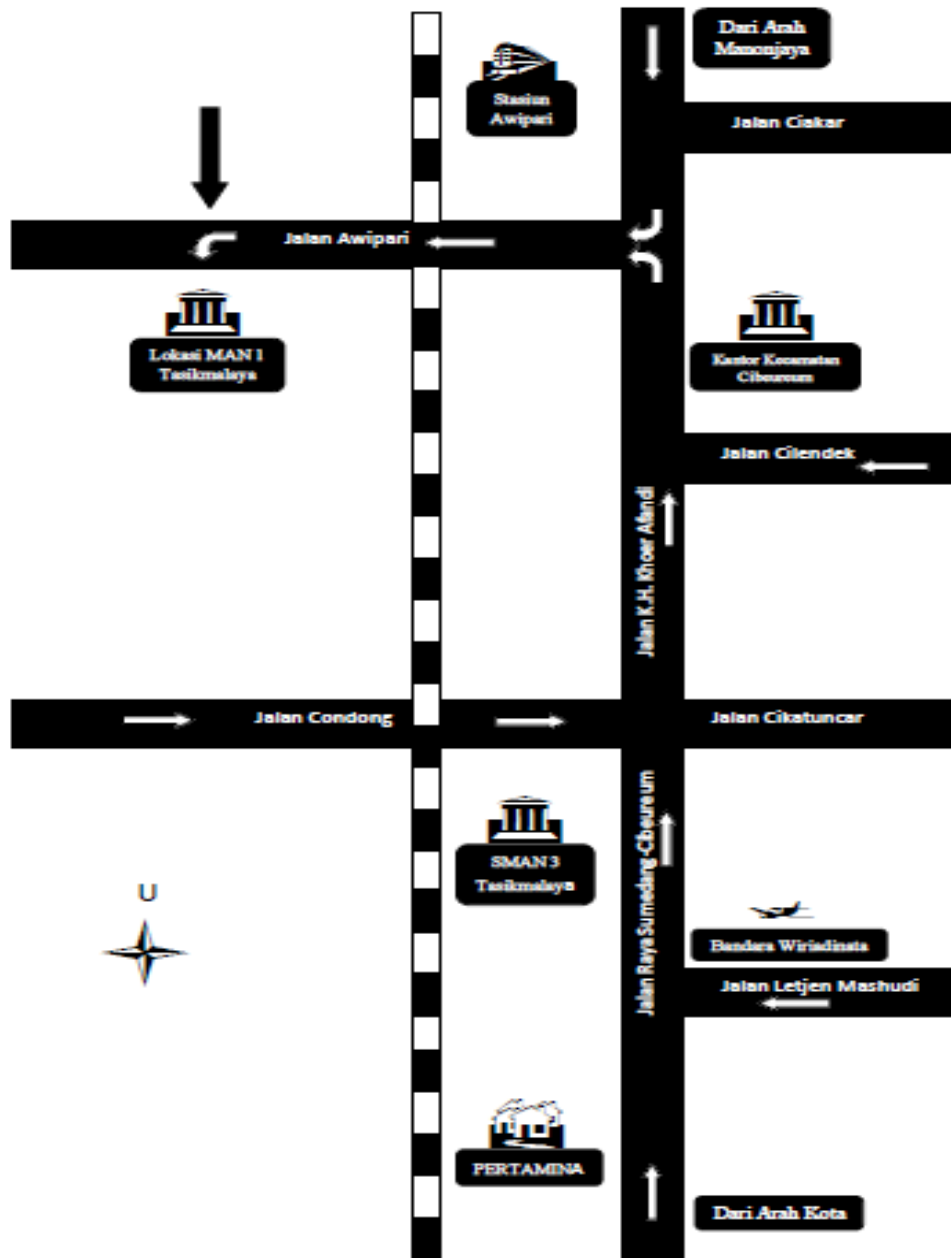 Dari Arah
Manonjaya
Stasiun
Awipari
Jalan Ciakar
Jalan Awipari
Lokasi MAN 1
Tasikmalaya
Kantor Kecamatan
Cibeureum
Jalan Cilendek
Jalan K.H. Khoer Afandi
Jalan Condong
Jalan Cikatuncar
SMAN 3
Tasikmalaya
Jalan Raya Sumedang-Cibeureum
U
Bandara Wiriadinata
Jalan Letjen Mashudi
PERTAMINA
Dari Arah Kota